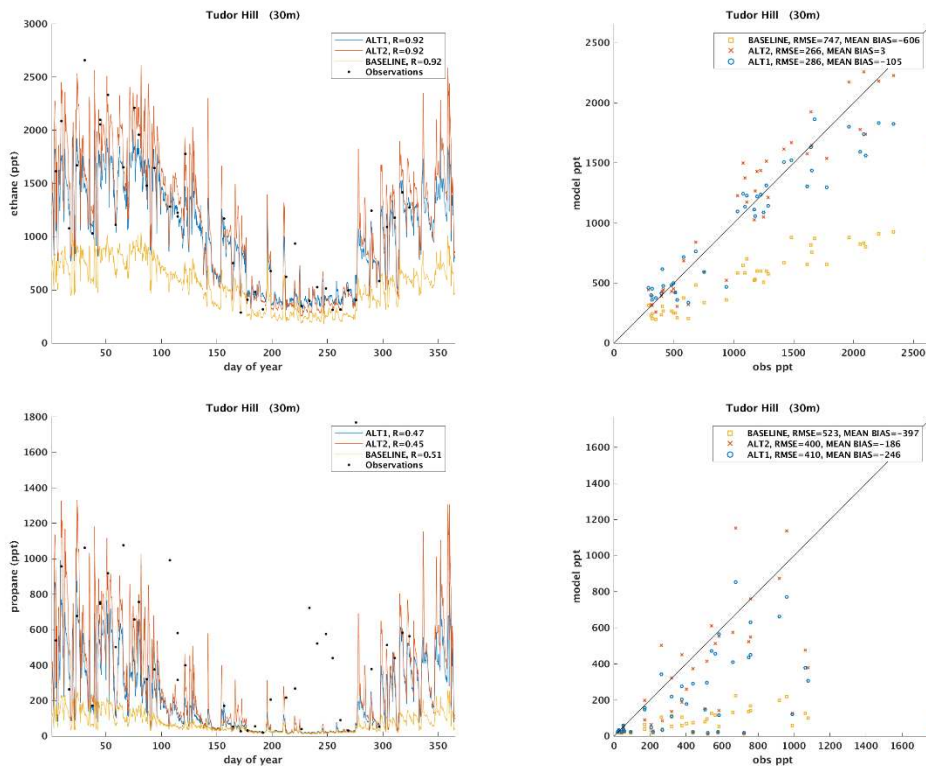 Tudor Hill (30m)
ALT1, R=0.92
ALT2, R=0.92
BASELINE, R=0.92
Observations
ethane (ppt)
3000
2500
2000
1500
1000
500
0
50 100 150 200 250 300 350
day of year
Tudor Hill (30m)
BASELINE, RMSE=747, MEAN BIAS=-606
ALT2, RMSE=266, MEAN BIAS=3
ALT1, RMSE=286, MEAN BIAS=-105
model ppt
2500
2000
1500
1000
500
0
0 500 1000 1500 2000 2500
obs ppt
Tudor Hill (30m)
ALT1, R=0.47
ALT2, R=0.45
BASELINE, R=0.51
Observations
propane (ppt)
1800
1600
1400
1200
1000
800
600
400
200
0
50 100 150 200 250 300 350
day of year
Tudor Hill (30m)
BASELINE, RMSE=523, MEAN BIAS=-397
ALT2, RMSE=400, MEAN BIAS=-186
ALT1, RMSE=410, MEAN BIAS=-246
model ppt
1600
1400
1200
1000
800
600
400
200
0
0 200 400 600 800 1000 1200 1400 1600
obs ppt